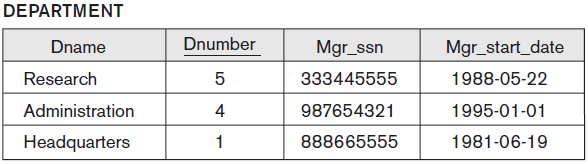 DEPARTMENT
Dname Dnumber Mgr_ssn Mgr_start_date
Research 5 333445555 1988-05-22
Administration 4 987654321 1995-01-01
Headquarters 1 888665555 1981-06-19